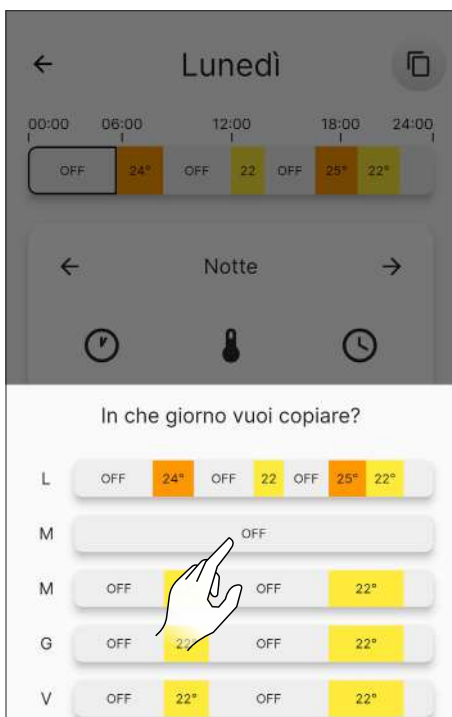 Lunedì
00:00 06:00 12:00 18:00 24:00
OFF 24° OFF 22 OFF 25° 22°
Notte
In che giorno vuoi copiare?
L OFF 24° OFF 22 OFF 25° 22°
M OFF
M OFF OFF 22°
G OFF 22° OFF 22°
V OFF 22° OFF 22°